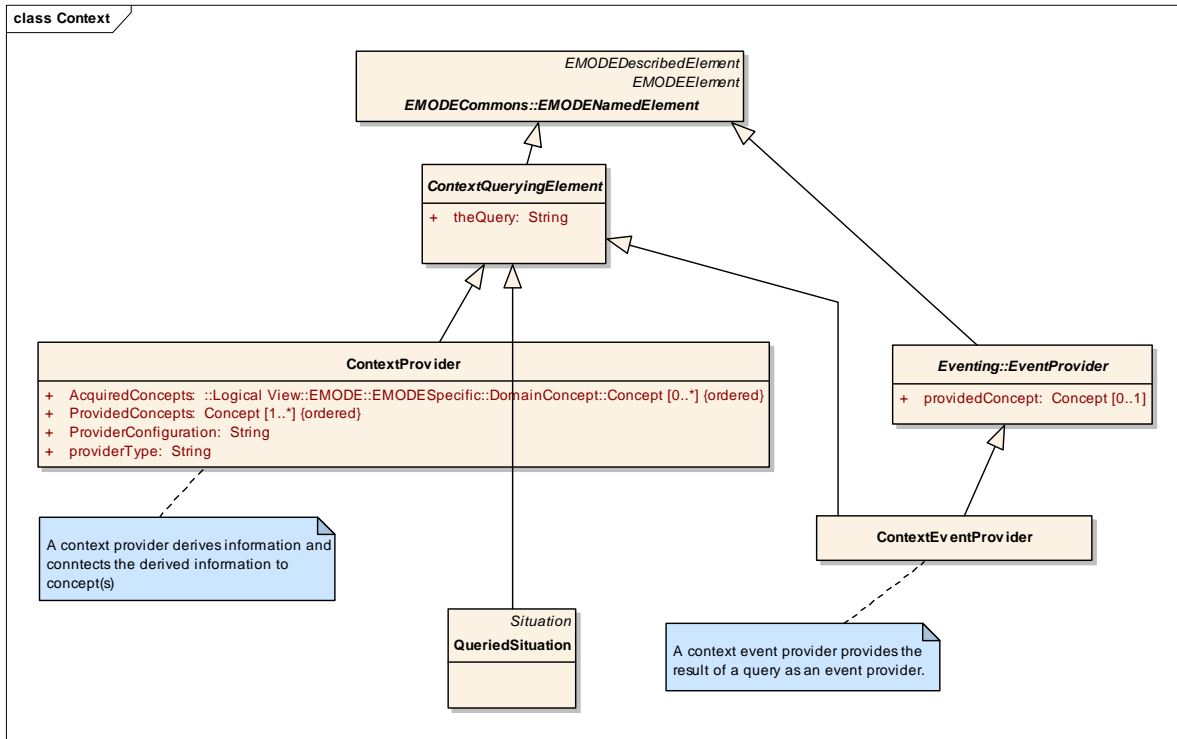 class Context
EMODEDescribedElement
EMODEElement
EMODECommons::EMODENamedElement
ContextQueryingElement
+ theQuery: String
ContextProvider
+ AcquiredConcepts: ::Logical View::EMODE::EMODESpecific::DomainConcept::Concept [0..*] {ordered}
+ ProvidedConcepts: Concept [1..*] {ordered}
+ ProviderConfiguration: String
+ providerType: String
Eventing::EventProvider
+ providedConcept: Concept [0..1]
A context provider derives information and
conntects the derived information to
concept(s)
ContextEventProvider
Situation
QueriedSituation
A context event provider provides the
result of a query as an event provider.